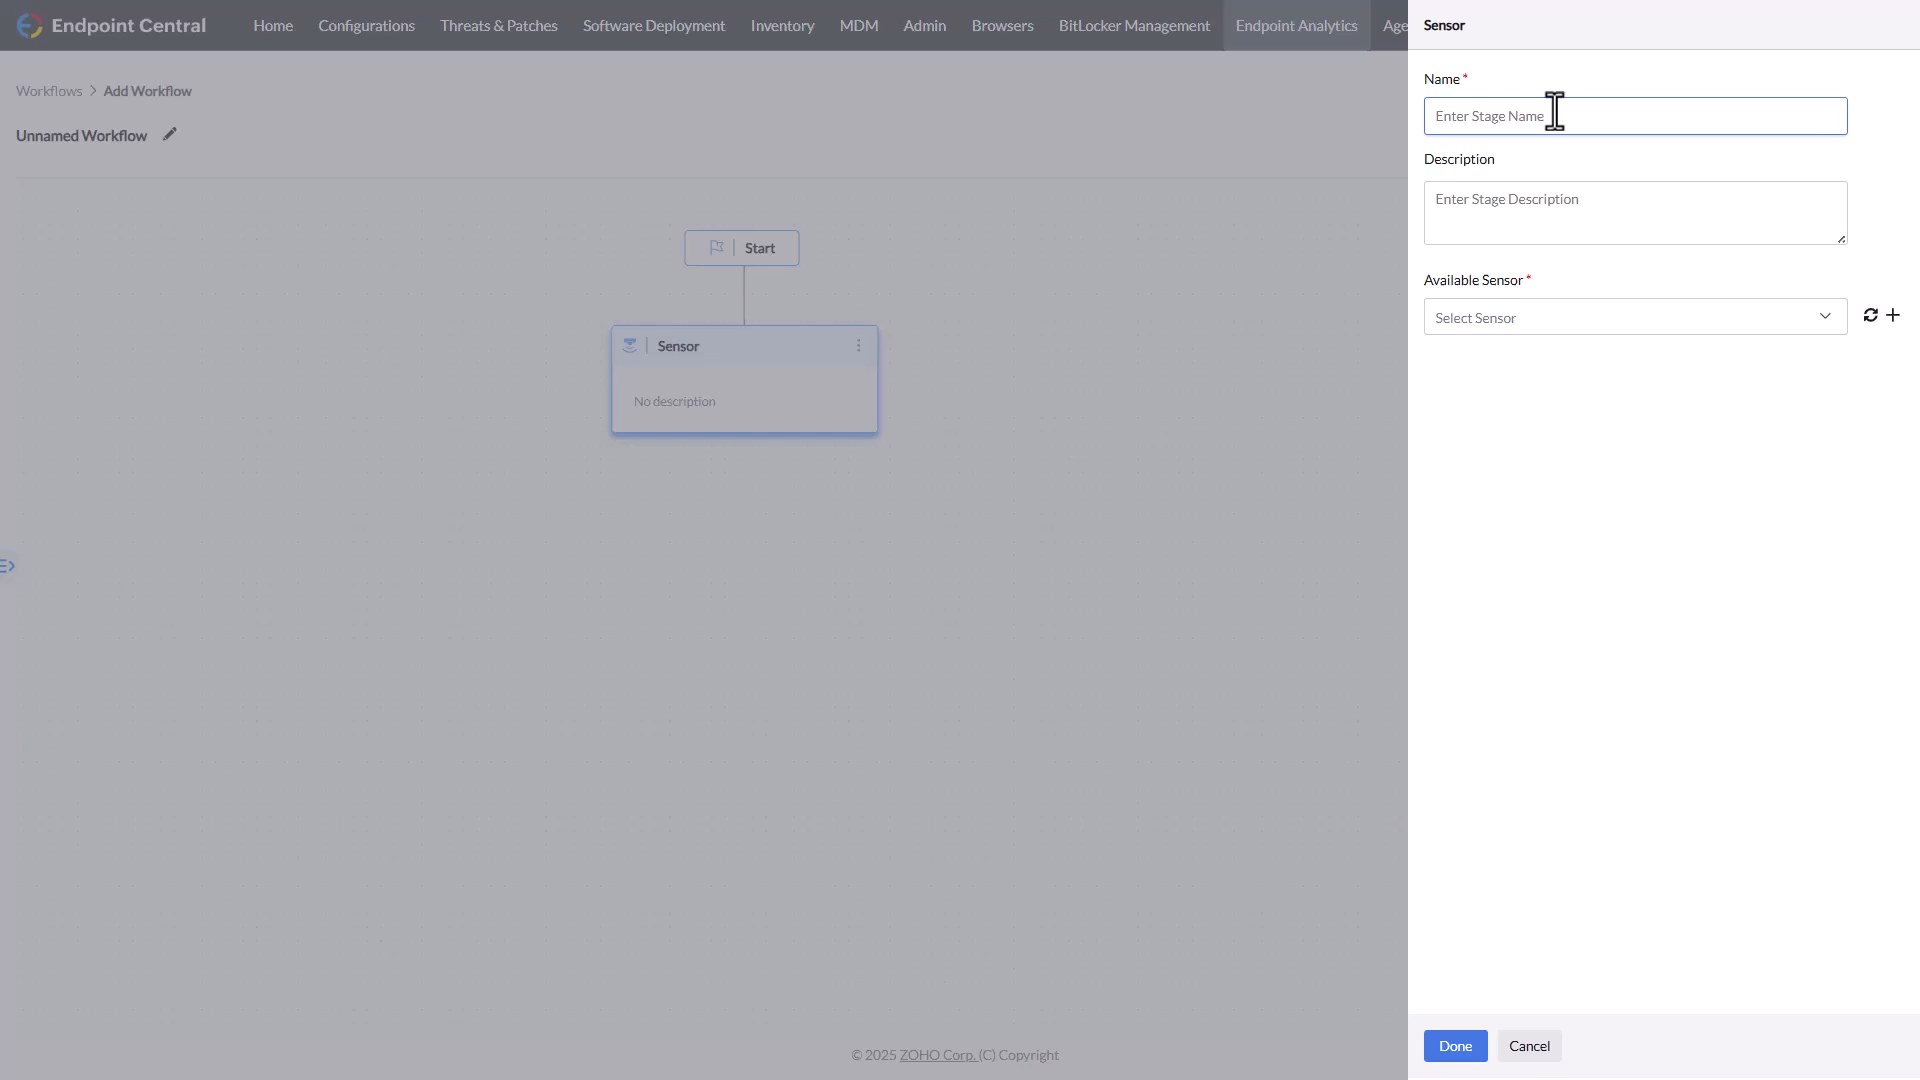 Endpoint Central
Home Configurations Threats & Patches Software Deployment Inventory MDM Admin Browsers BitLocker Management Endpoint Analytics Age
Workflows > Add Workflow
Unnamed Workflow
Start
Sensor
No description
© 2025 ZOHO Corp. (C) Copyright
Sensor
Name *
Enter Stage Name
Description
Enter Stage Description
Available Sensor *
Select Sensor
Done Cancel